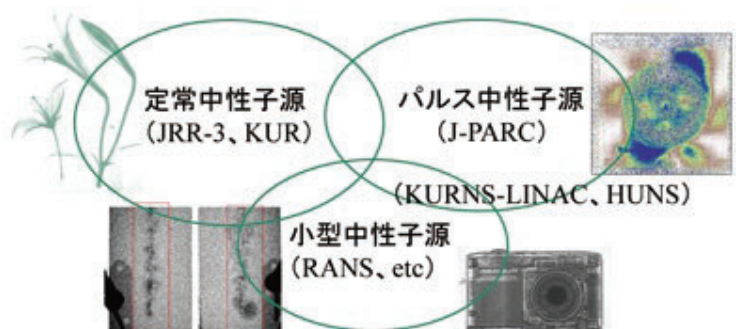 定常中性子源
(JRR-3、KUR)
パルス中性子源
(J-PARC)
(KURNS-LINAC、HUNS)
小型中性子源
(RANS、etc)